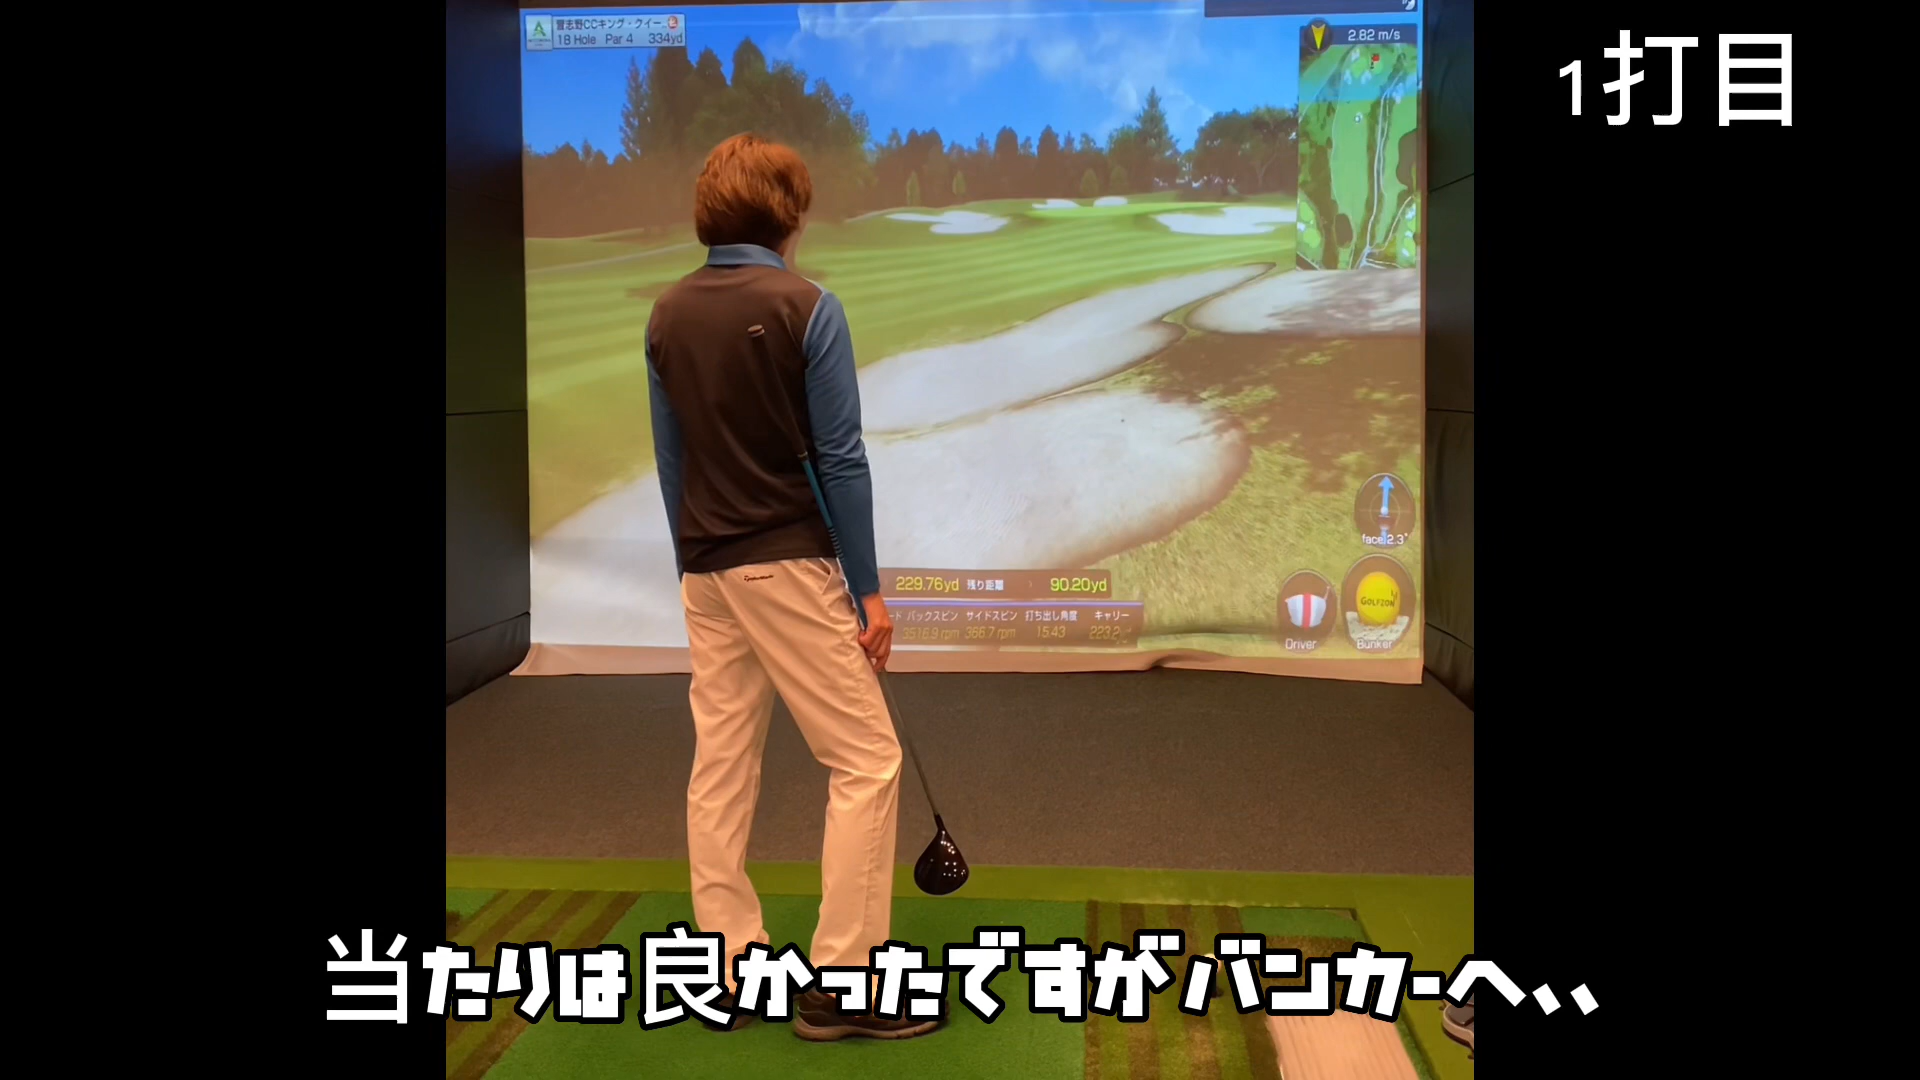 習志野CCキング・クイー...
18 Hole Par 4 334yd
2.82 m/s
1打目
face 2.3°
229.76yd 残り距離 90.20yd
バックスピン サイドスピン 打ち出し角度 キャリー
3516.9 rpm 366.7 rpm 15.43 223.2
GOLFZON
Driver
Bunker
TaylorMade
当たりは良かったですがバンカーへ、、